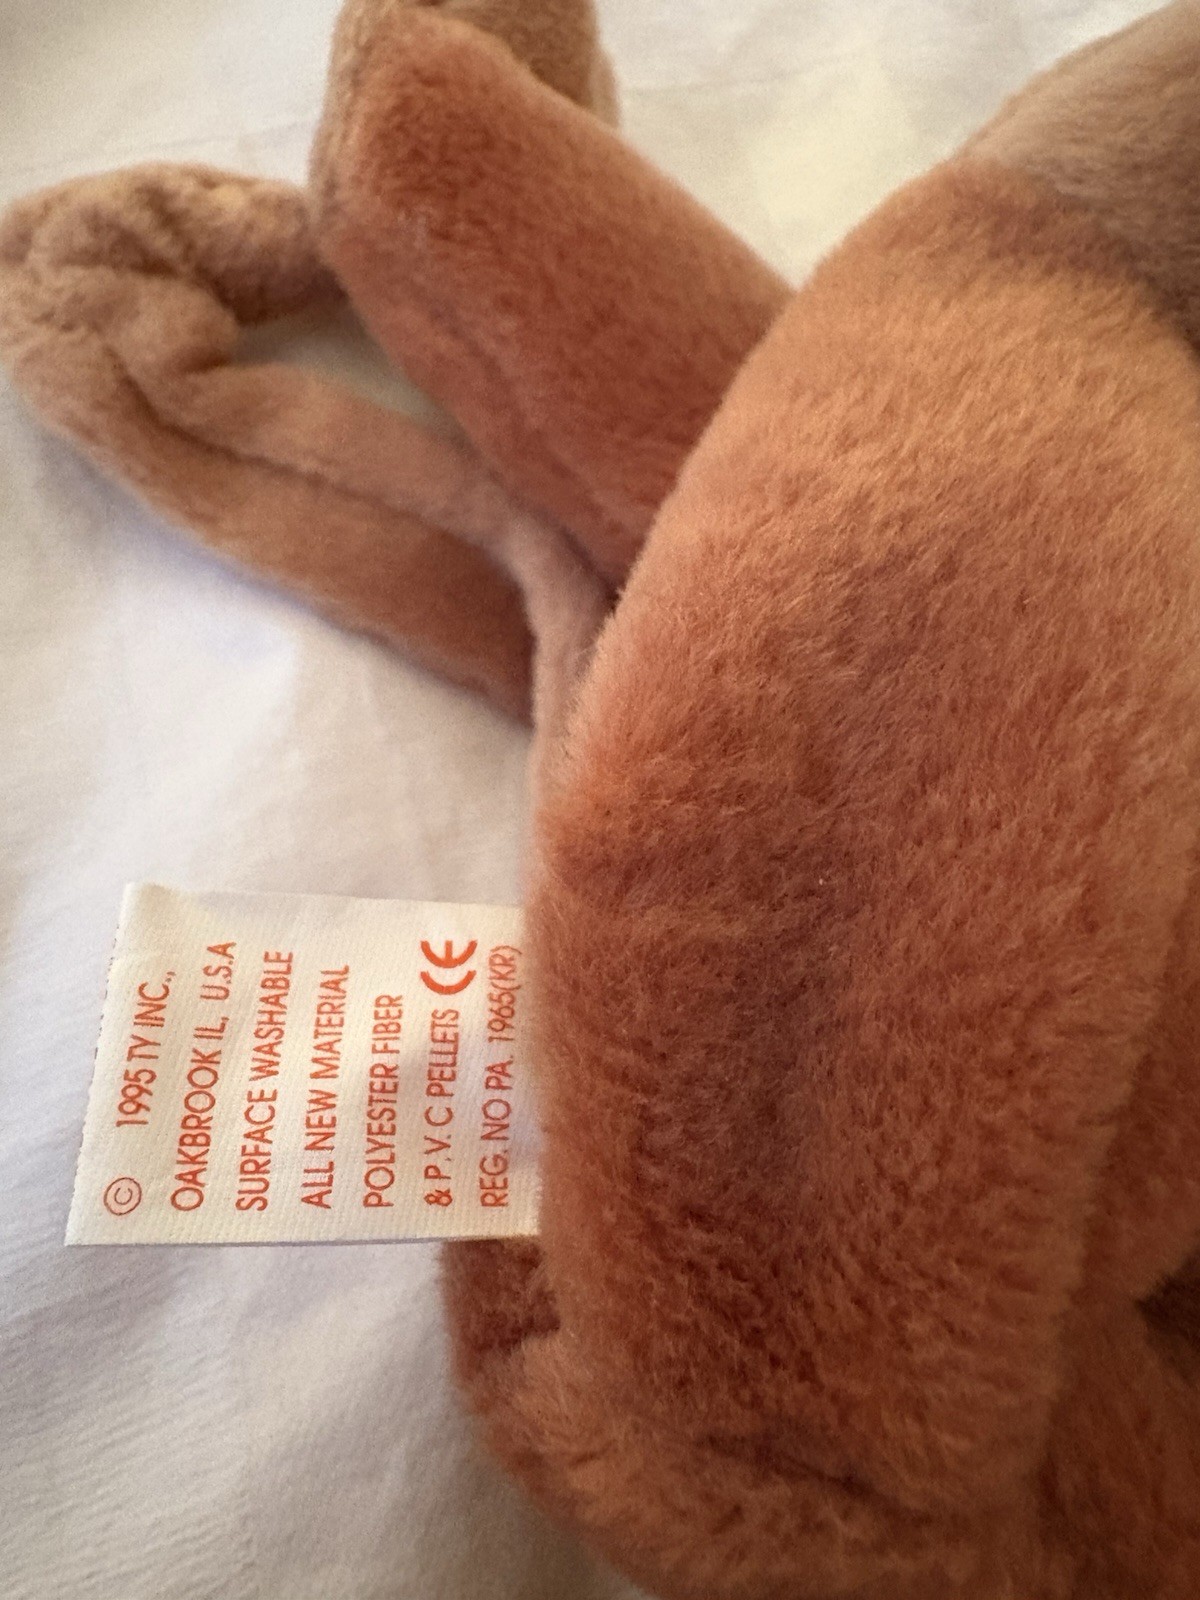 © 1995 TY INC.,
OAKBROOK IL, U.S.A
SURFACE WASHABLE
ALL NEW MATERIAL
POLYESTER FIBER
& P.V.C PELLETS CE
REG. NO PA. 1965(KR)